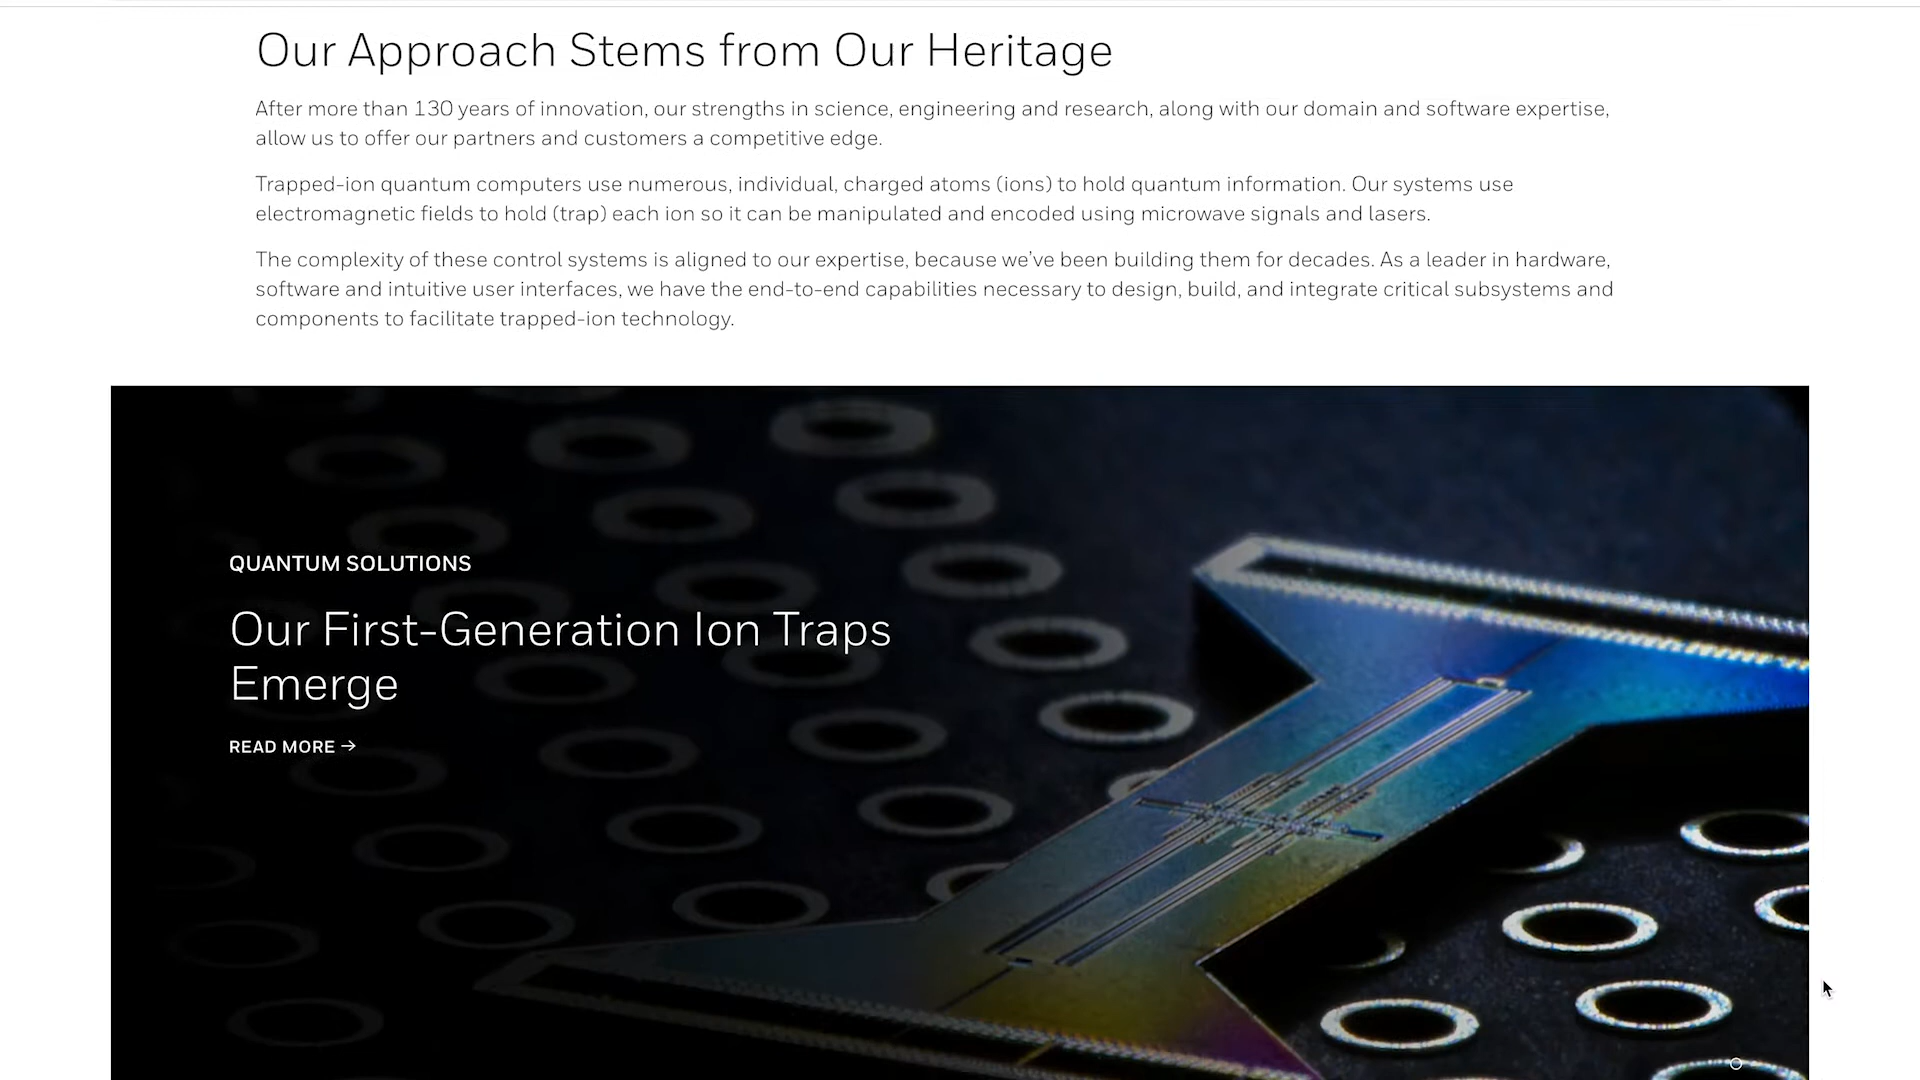 Our Approach Stems from Our Heritage
After more than 130 years of innovation, our strengths in science, engineering and research, along with our domain and software expertise,
allow us to offer our partners and customers a competitive edge.
Trapped-ion quantum computers use numerous, individual, charged atoms (ions) to hold quantum information. Our systems use
electromagnetic fields to hold (trap) each ion so it can be manipulated and encoded using microwave signals and lasers.
The complexity of these control systems is aligned to our expertise, because we’ve been building them for decades. As a leader in hardware,
software and intuitive user interfaces, we have the end-to-end capabilities necessary to design, build, and integrate critical subsystems and
components to facilitate trapped-ion technology.
QUANTUM SOLUTIONS
Our First-Generation Ion Traps
Emerge
READ MORE →